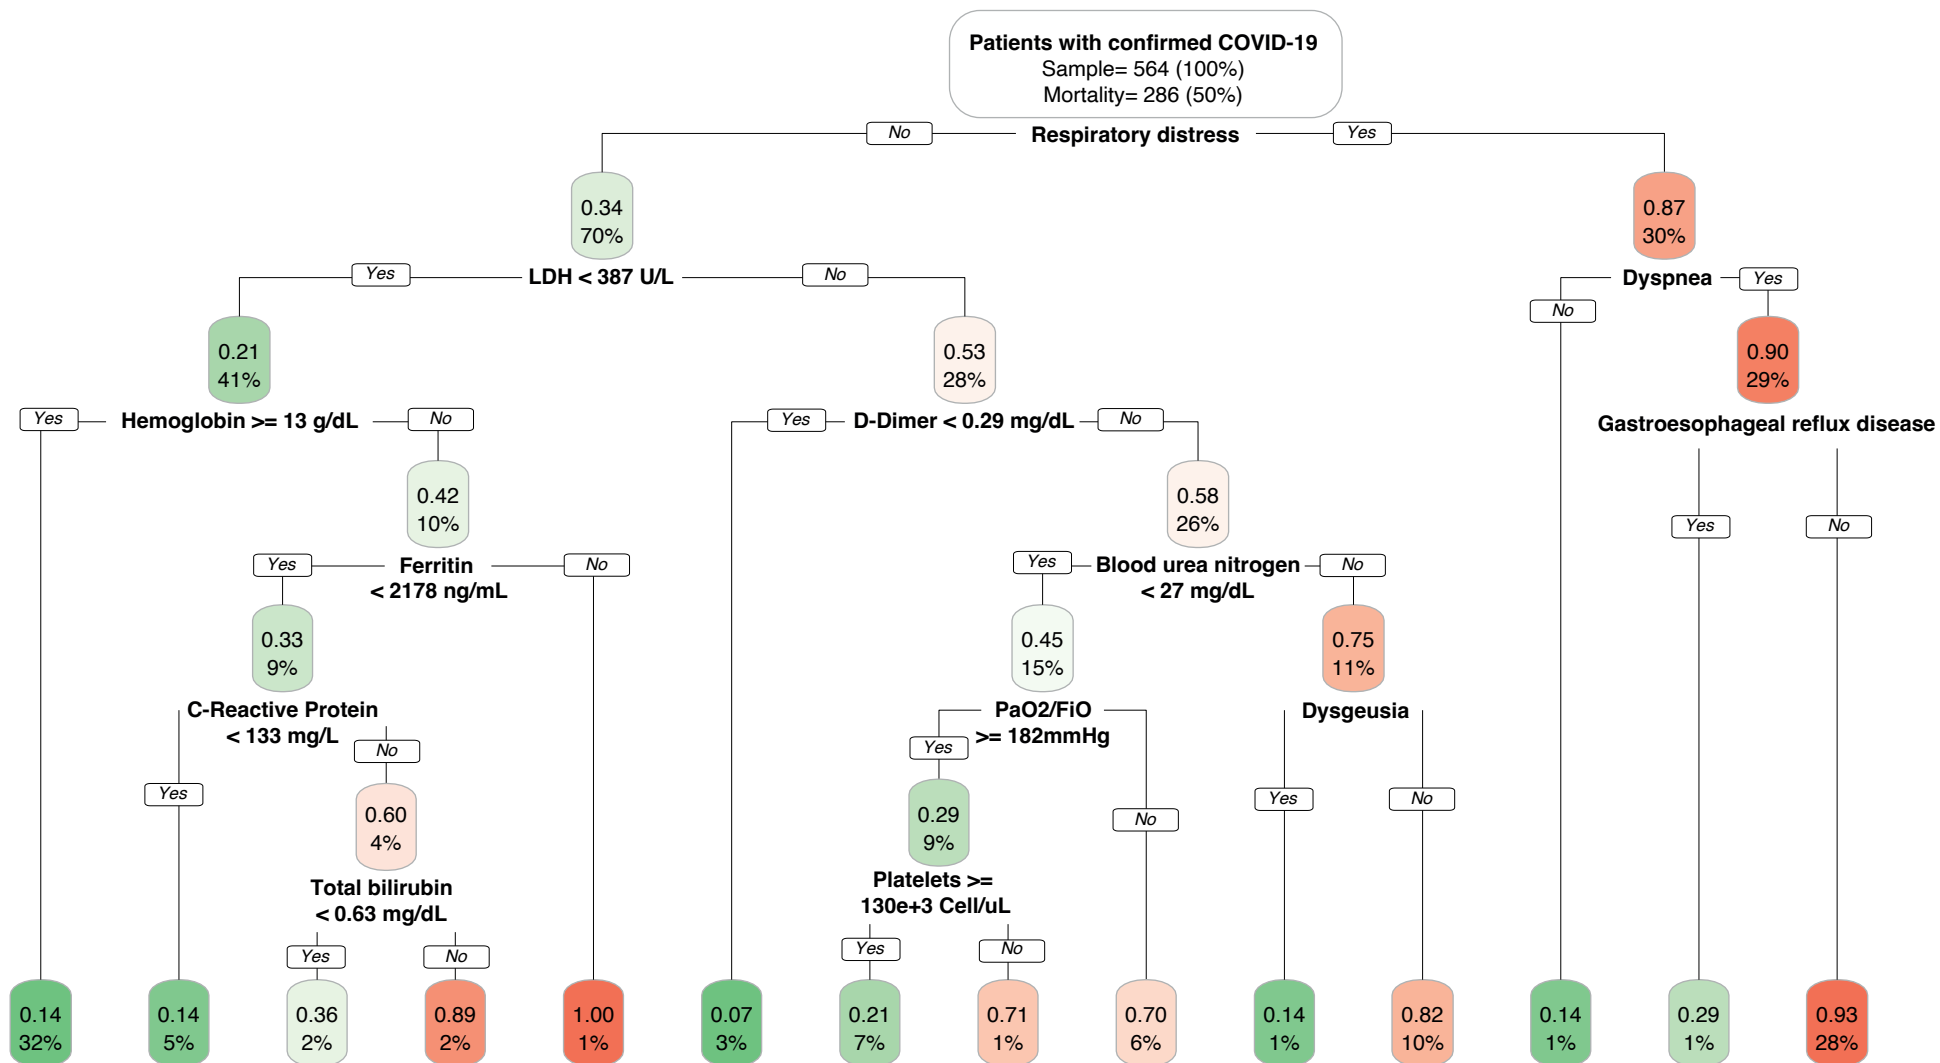 Patients with confirmed COVID-19
Sample= 564 (100%)
Mortality= 286 (50%)
No
Respiratory distress
Yes
0.34
70%
0.87
30%
Yes
LDH < 387 U/L
No
Dyspnea
Yes
No
0.21
41%
0.53
28%
0.90
29%
Yes
Hemoglobin >= 13 g/dL
No
Yes
D-Dimer < 0.29 mg/dL
No
Gastroesophageal reflux disease
0.42
10%
0.58
26%
Yes
No
Yes
Ferritin
< 2178 ng/mL
No
Yes
Blood urea nitrogen
< 27 mg/dL
No
0.33
9%
0.45
15%
0.75
11%
C-Reactive Protein
< 133 mg/L
No
Yes
PaO2/FiO
>= 182mmHg
Yes
Dysgeusia
Yes
No
Yes
No
0.60
4%
0.29
9%
No
Total bilirubin
< 0.63 mg/dL
Platelets >=
130e+3 Cell/uL
Yes
No
Yes
No
0.14
32%
0.14
5%
0.36
2%
0.89
2%
1.00
1%
0.07
3%
0.21
7%
0.71
1%
0.70
6%
0.14
1%
0.82
10%
0.14
1%
0.29
1%
0.93
28%